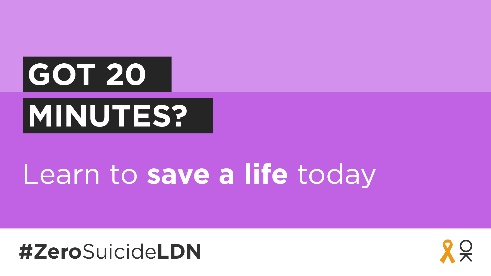 GOT 20
MINUTES?
Learn to save a life today
#ZeroSuicideLDN